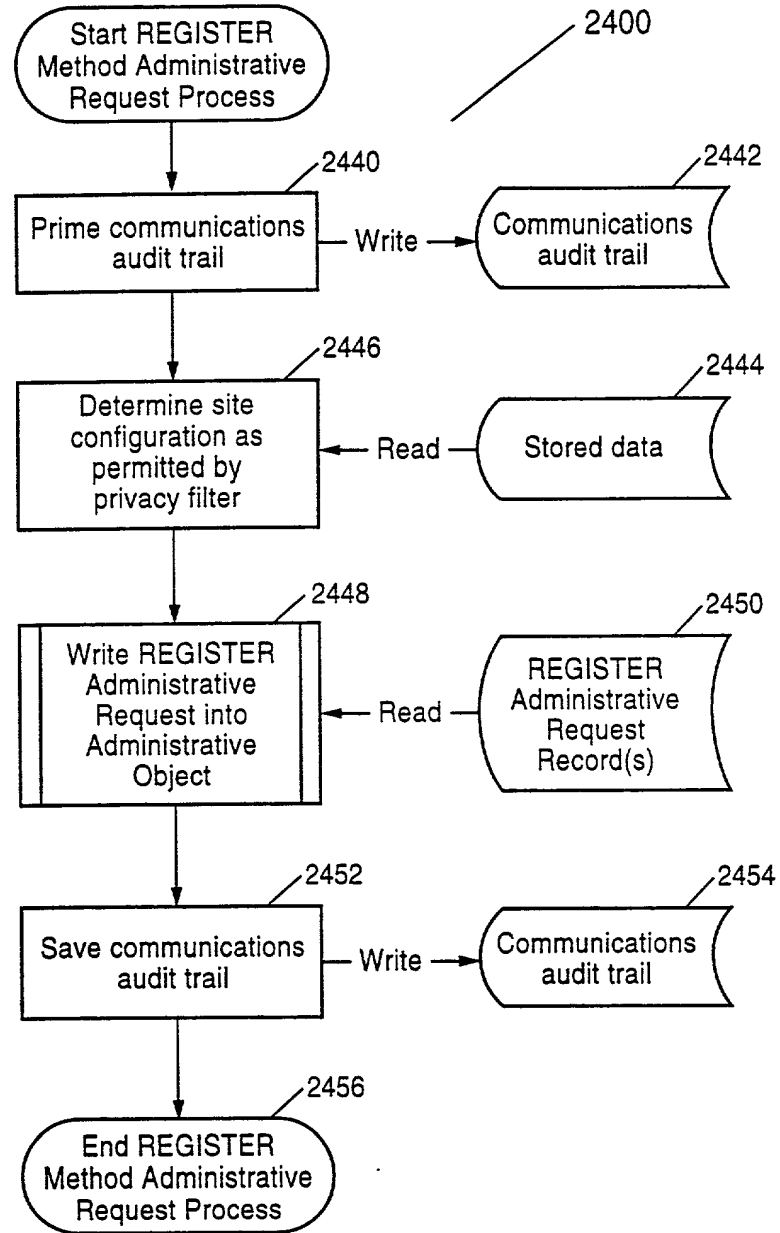 Start REGISTER
Method Administrative
Request Process
2400
2440
Prime communications
audit trail
Write
2442
Communications
audit trail
2446
Determine site
configuration as
permitted by
privacy filter
Read
2444
Stored data
2448
Write REGISTER
Administrative
Request into
Administrative
Object
Read
2450
REGISTER
Administrative
Request
Record(s)
2452
Save communications
audit trail
Write
2454
Communications
audit trail
2456
End REGISTER
Method Administrative
Request Process